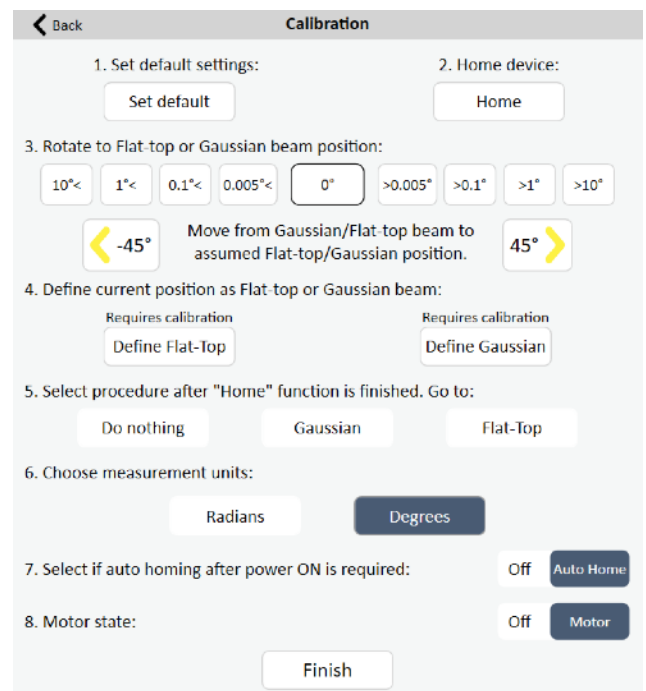 Back
Calibration
1. Set default settings:
2. Home device:
Set default
Home
3. Rotate to Flat-top or Gaussian beam position:
10°<
1°<
0.1°<
0.005°<
0°
>0.005°
>0.1°
>1°
>10°
-45°
Move from Gaussian/Flat-top beam to
assumed Flat-top/Gaussian position.
45°
4. Define current position as Flat-top or Gaussian beam:
Requires calibration
Requires calibration
Define Flat-Top
Define Gaussian
5. Select procedure after "Home" function is finished. Go to:
Do nothing
Gaussian
Flat-Top
6. Choose measurement units:
Radians
Degrees
7. Select if auto homing after power ON is required:
Off
Auto Home
8. Motor state:
Off
Motor
Finish